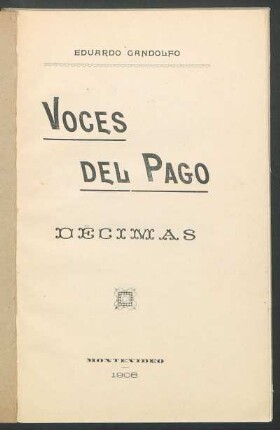 EDUARDO GANDOLFO
VOCES
DEL PAGO
DÉCIMAS
MONTEVIDEO
1908